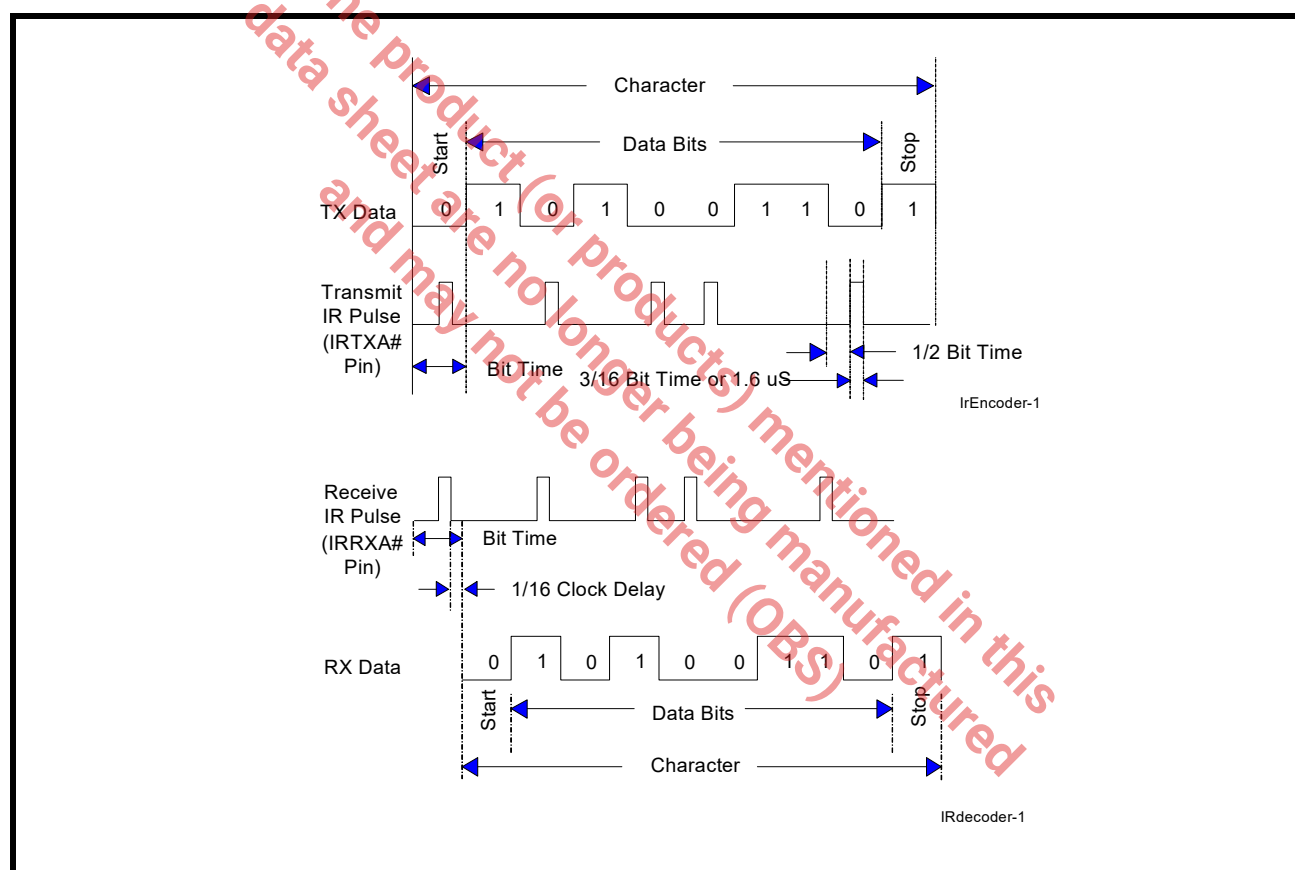 he product (or products) mentioned in this
data sheet are no longer being manufactured
and may not be ordered (OBS)
Character
Start
Data Bits
Stop
TX Data
0 1 0 1 0 0 1 1 0 1
Transmit
IR Pulse
(IRTXA#
Pin)
Bit Time
1/2 Bit Time
3/16 Bit Time or 1.6 uS
IrEncoder-1
Receive
IR Pulse
(IRRXA#
Pin)
Bit Time
1/16 Clock Delay
RX Data
0 1 0 1 0 0 1 1 0 1
Start
Data Bits
Stop
Character
IRdecoder-1